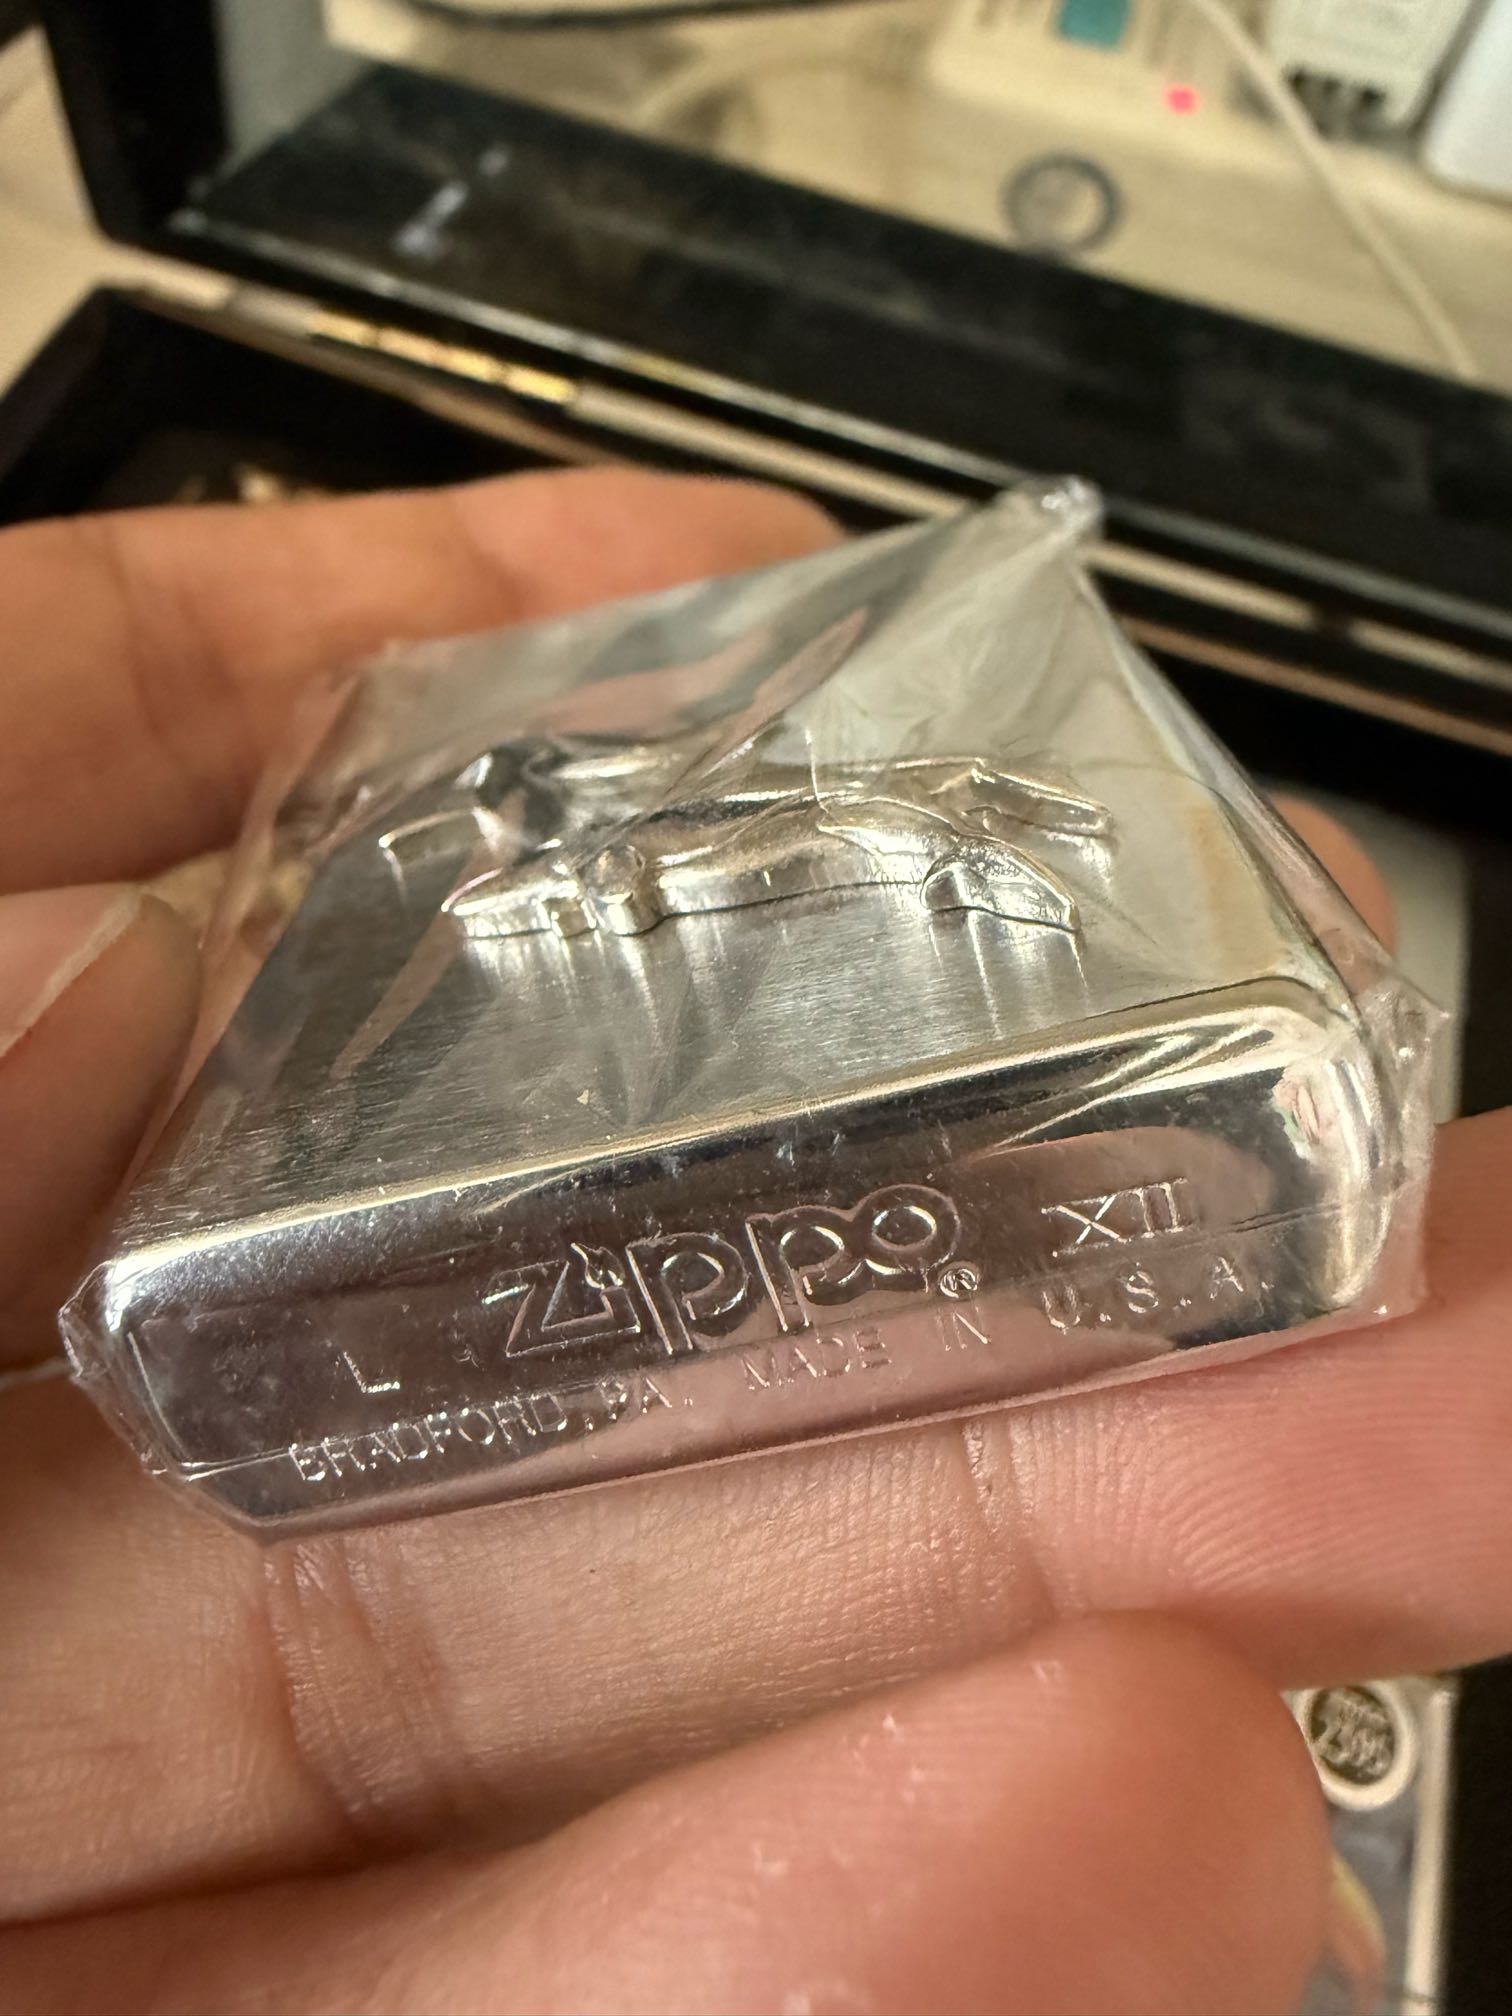 L zippo® XII
BRADFORD, PA. MADE IN U.S.A.